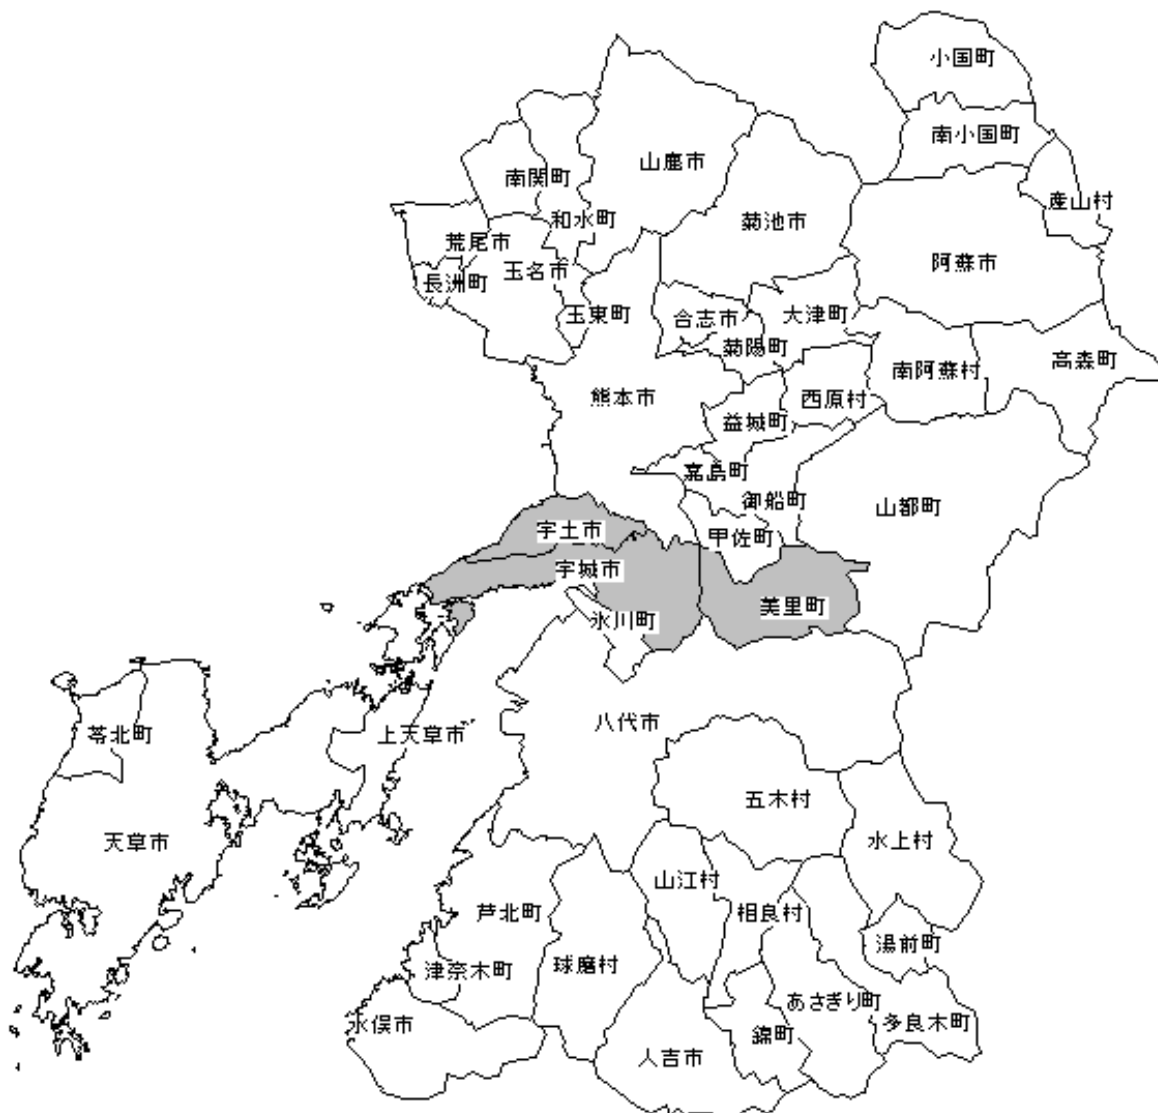 小国町
南小国町
山鹿市
南関町
産山村
和水町
菊池市
荒尾市
阿蘇市
玉名市
長洲町
玉東町
合志市
大津町
菊陽町
高森町
南阿蘇村
熊本市
西原村
益城町
嘉島町
御船町
山都町
宇土市
甲佐町
宇城市
美里町
氷川町
八代市
苓北町
上天草市
五木村
天草市
水上村
山江村
芦北町
相良村
湯前町
球磨村
津奈木町
あさぎり町
水俣市
多良木町
錦町
人吉市